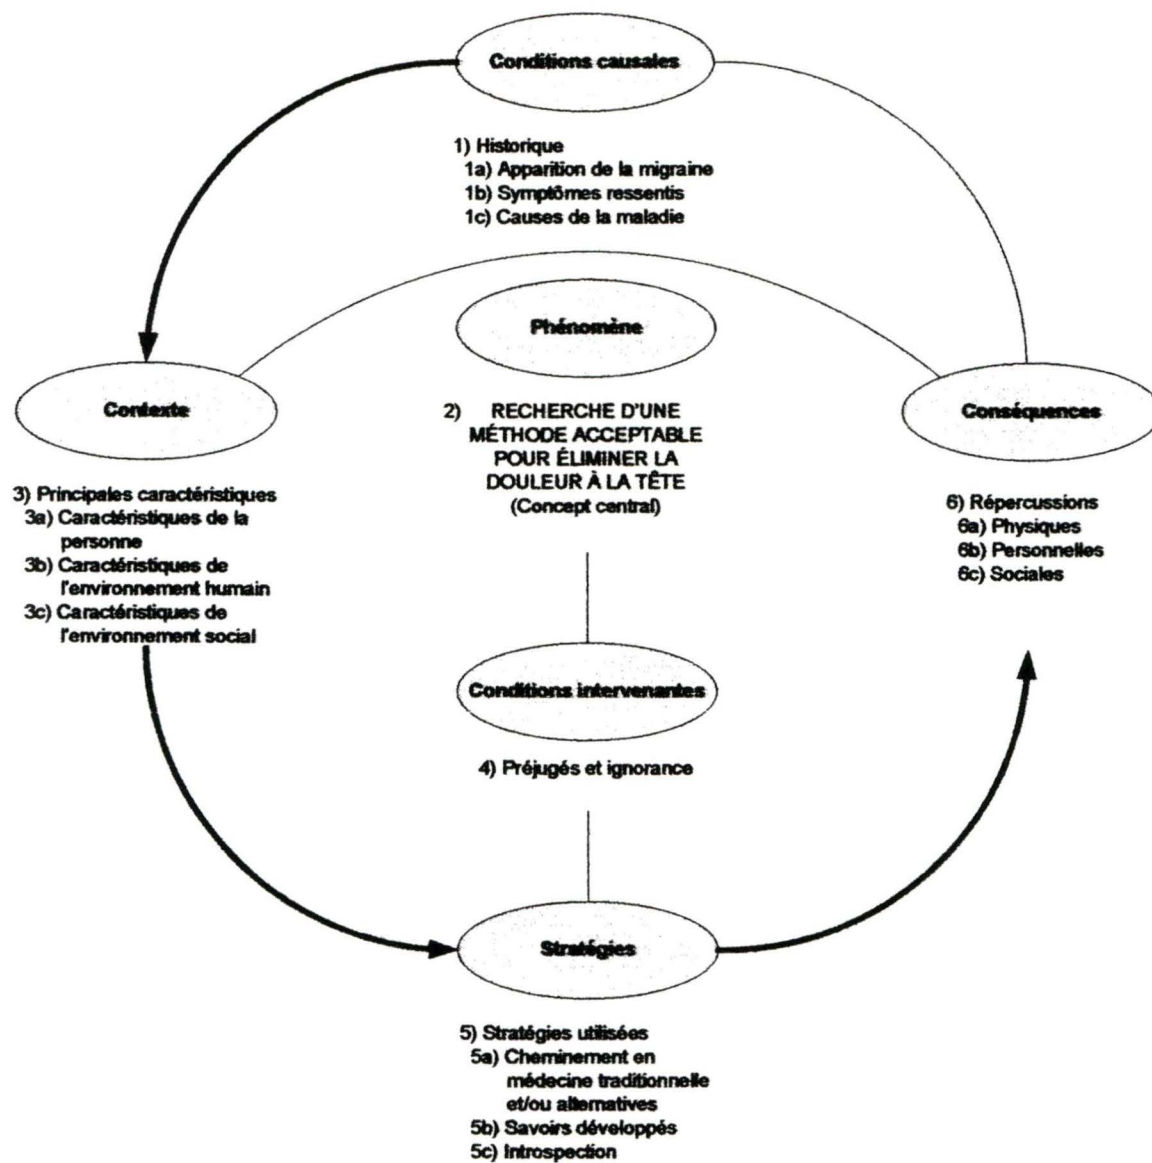 Conditions causales
1) Historique
1a) Apparition de la migraine
1b) Symptômes ressentis
1c) Causes de la maladie
Phénomène
2) RECHERCHE D'UNE
MÉTHODE ACCEPTABLE
POUR ÉLIMINER LA
DOULEUR À LA TÊTE
(Concept central)
Contexte
3) Principales caractéristiques
3a) Caractéristiques de la
personne
3b) Caractéristiques de
l'environnement humain
3c) Caractéristiques de
l'environnement social
Conséquences
6) Répercussions
6a) Physiques
6b) Personnelles
6c) Sociales
Conditions intervenantes
4) Préjugés et ignorance
Stratégies
5) Stratégies utilisées
5a) Cheminement en
médecine traditionnelle
et/ou alternatives
5b) Savoirs développés
5c) Introspection